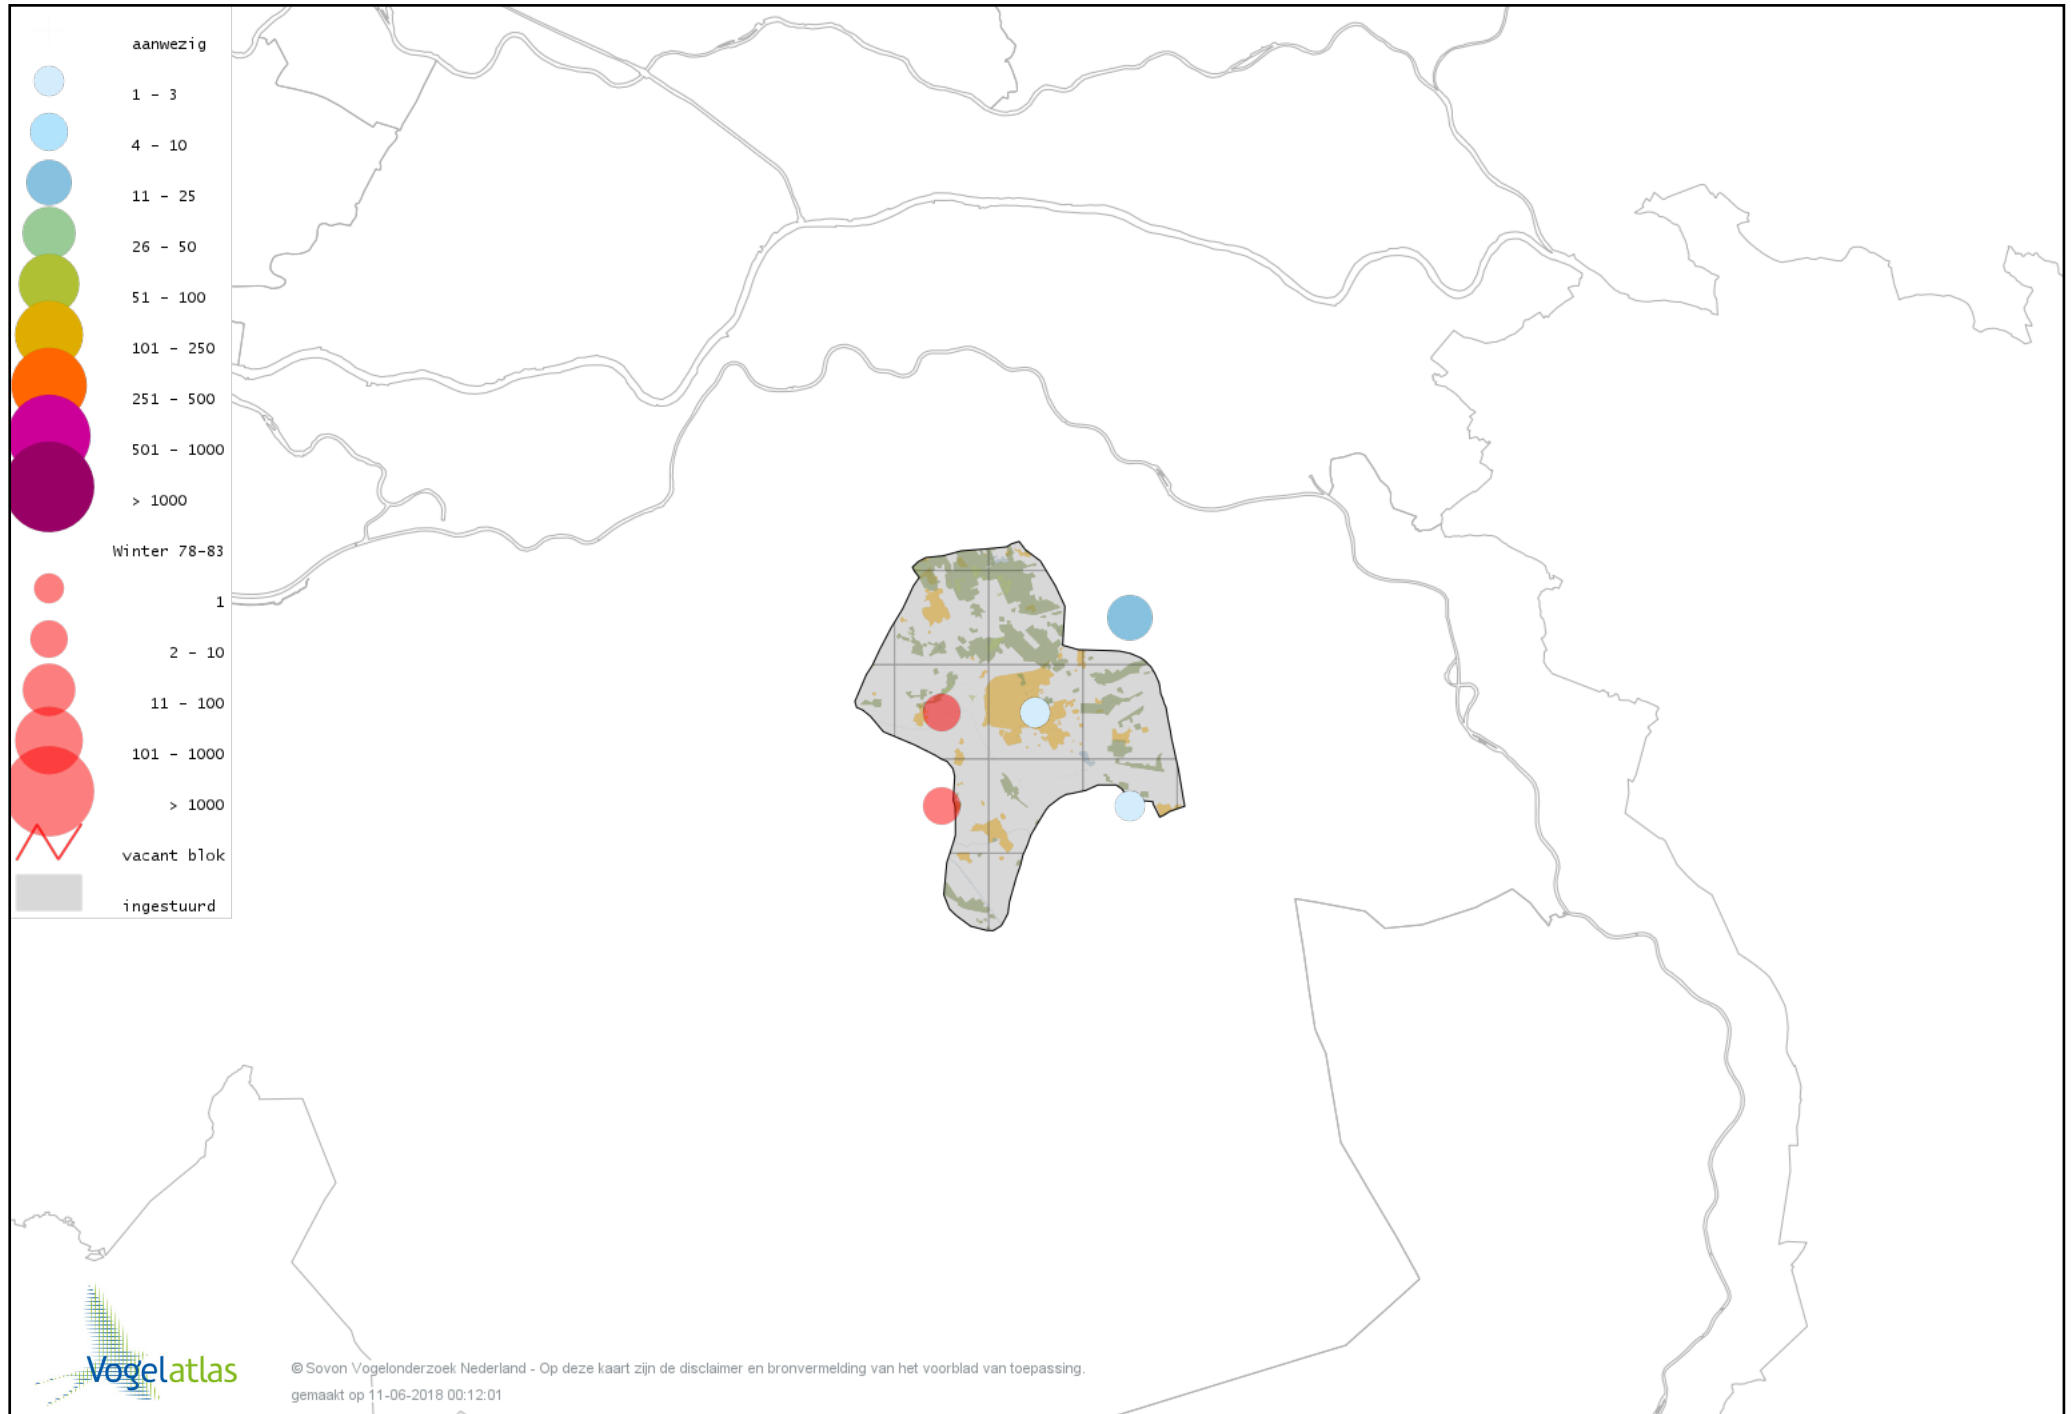 aanwezig
1 - 3
4 - 10
11 - 25
26 - 50
51 - 100
101 - 250
251 - 500
501 - 1000
> 1000
Winter 78-83
1
2 - 10
11 - 100
101 - 1000
> 1000
vacant blok
ingestuurd
Vogelatlas
© Sovon Vogelonderzoek Nederland - Op deze kaart zijn de disclaimer en bronvermelding van het voorblad van toepassing.
gemaakt op 11-06-2018 00:12:01